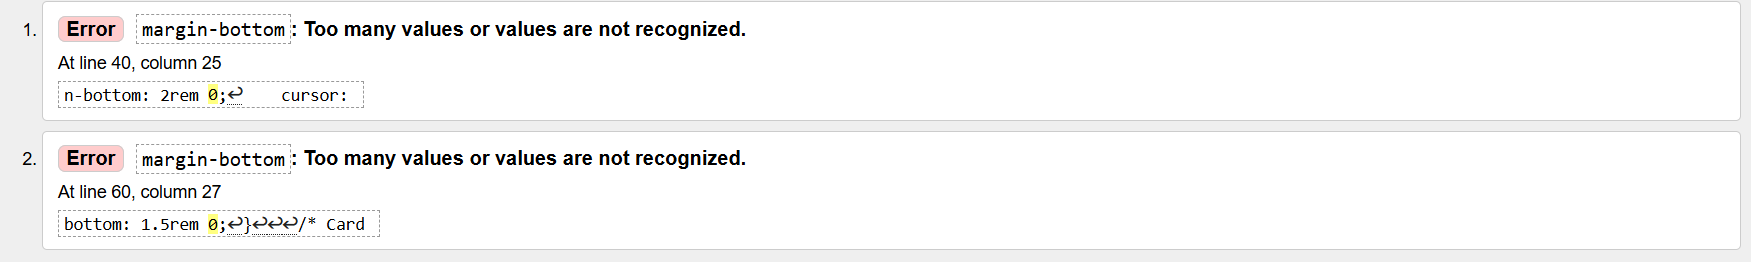 1. Error margin-bottom: Too many values or values are not recognized.
At line 40, column 25
n-bottom: 2rem 0;↩    cursor:
2. Error margin-bottom: Too many values or values are not recognized.
At line 60, column 27
bottom: 1.5rem 0;↩}↩↩↩/* Card